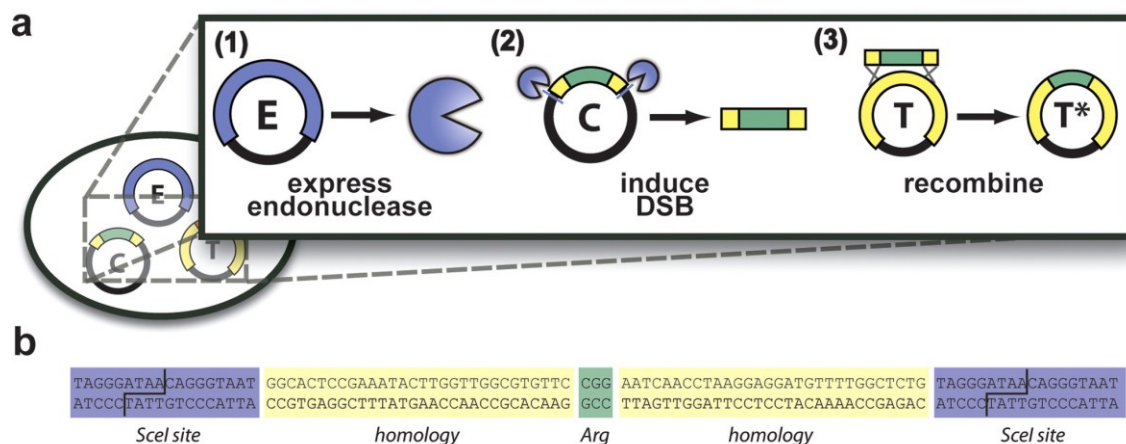 a
(1)
(2)
(3)
E
C
T
T*
express
endonuclease
induce
DSB
recombine
E
C
T
b
TAGGGATAACAGGGTAAT GGCACTCCGAAATACTTGGTTGGCGTGTTC CGG AATCAACCTAAGGAGGATGTTTTGGCTCTG TAGGGATAACAGGGTAAT
ATCCCTATTGTCCCATTA CCGTGAGGCTTTATGAACCAACCGCACAAG GCC TTAGTTGGATTCCTCCTACAAAACCGAGAC ATCCCTATTGTCCCATTA
SceI site homology Arg homology SceI site